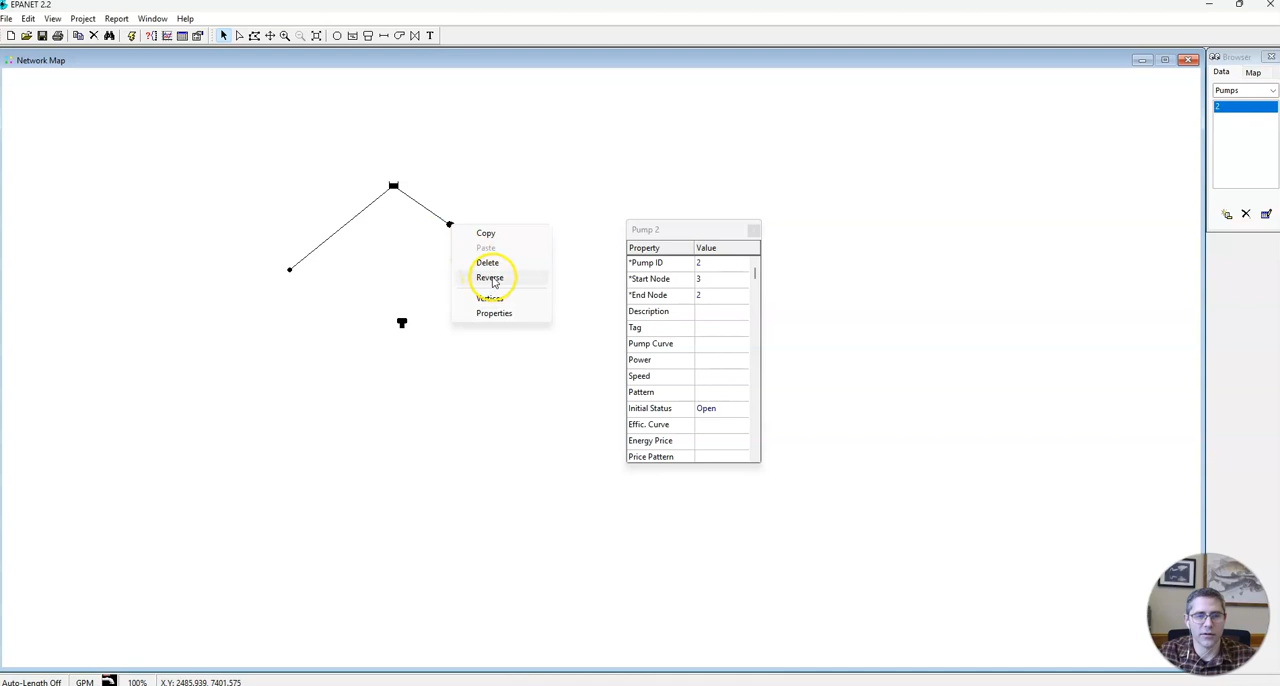 EPANET 2.2
File Edit View Project Report Window Help
T
Network Map
Browser
Data Map
Pumps
2
Copy
Paste
Delete
Reverse
Vertices
Properties
Pump 2
Property Value
*Pump ID 2
*Start Node 3
*End Node 2
Description
Tag
Pump Curve
Power
Speed
Pattern
Initial Status Open
Effic. Curve
Energy Price
Price Pattern
Auto-Length Off GPM 100% X,Y: 2485.939, 7401.575